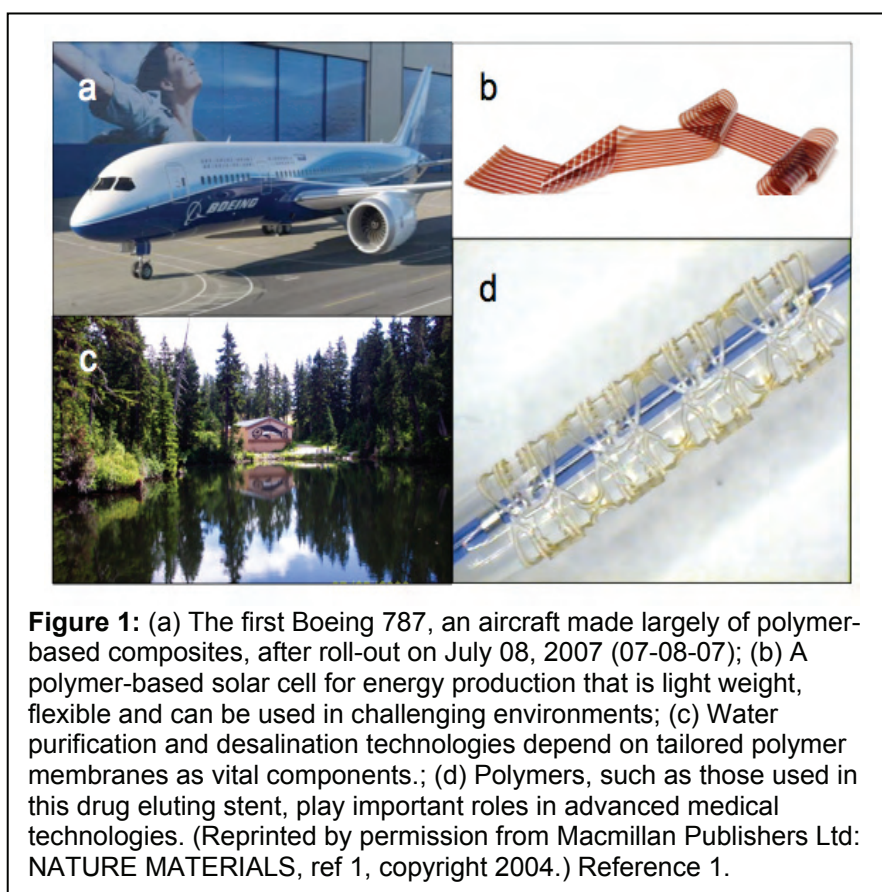 a
b
BOEING
c
d
Figure 1: (a) The first Boeing 787, an aircraft made largely of polymer-
based composites, after roll-out on July 08, 2007 (07-08-07); (b) A
polymer-based solar cell for energy production that is light weight,
flexible and can be used in challenging environments; (c) Water
purification and desalination technologies depend on tailored polymer
membranes as vital components.; (d) Polymers, such as those used in
this drug eluting stent, play important roles in advanced medical
technologies. (Reprinted by permission from Macmillan Publishers Ltd:
NATURE MATERIALS, ref 1, copyright 2004.) Reference 1.